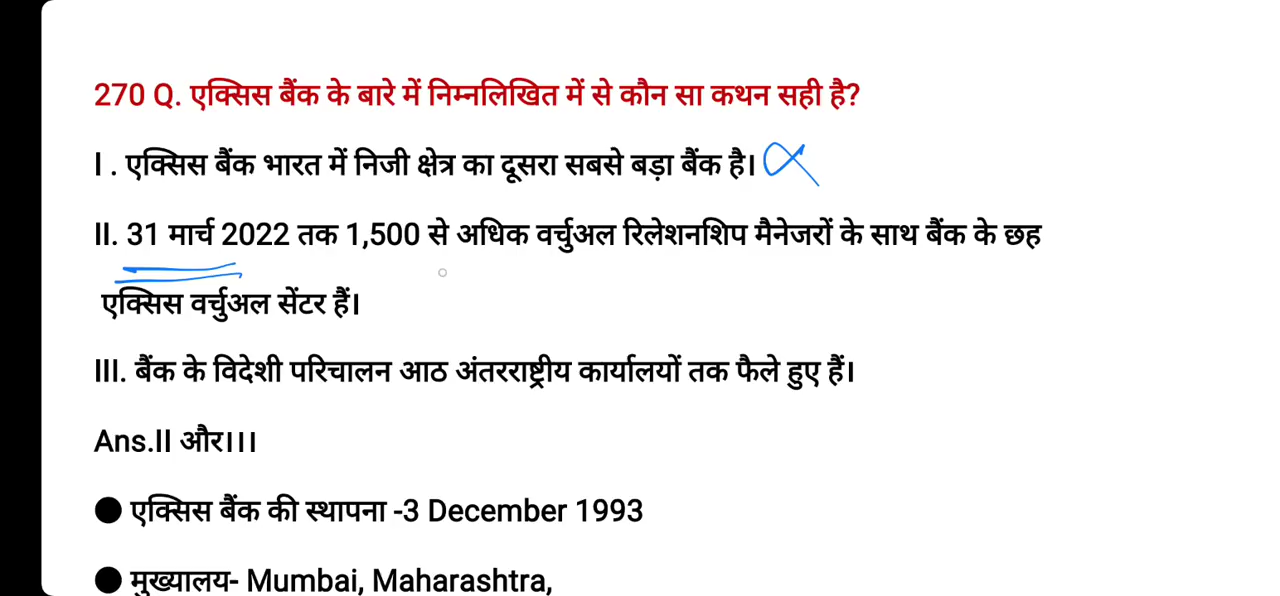 270 Q. एक्सिस बैंक के बारे में निम्नलिखित में से कौन सा कथन सही है?
I . एक्सिस बैंक भारत में निजी क्षेत्र का दूसरा सबसे बड़ा बैंक है।
II. 31 मार्च 2022 तक 1,500 से अधिक वर्चुअल रिलेशनशिप मैनेजरों के साथ बैंक के छह
एक्सिस वर्चुअल सेंटर हैं।
III. बैंक के विदेशी परिचालन आठ अंतरराष्ट्रीय कार्यालयों तक फैले हुए हैं।
Ans.II और।।।
● एक्सिस बैंक की स्थापना -3 December 1993
● मुख्यालय- Mumbai, Maharashtra,